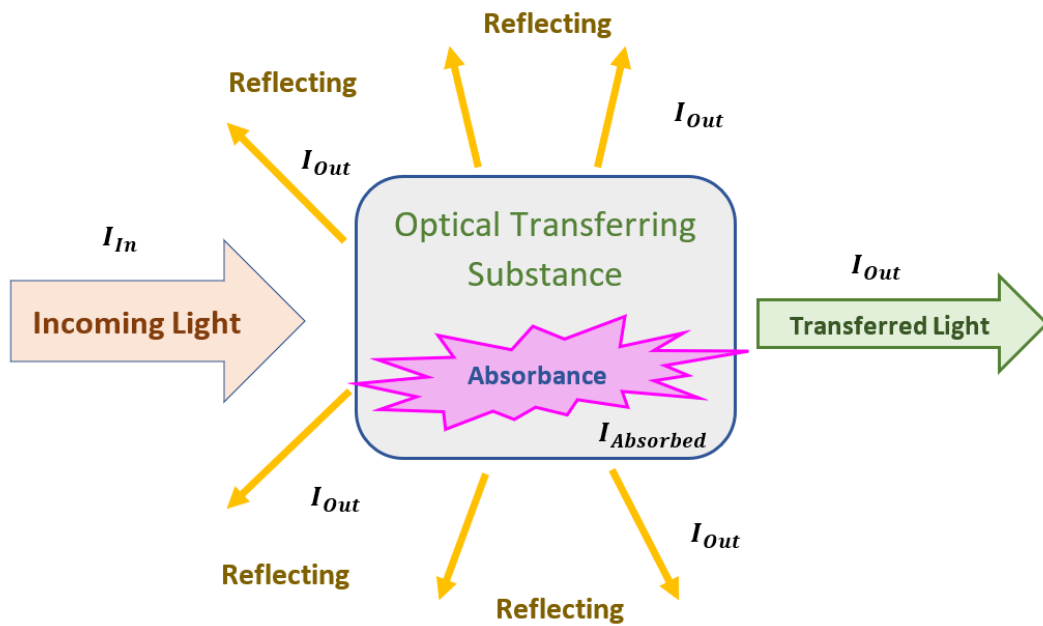 Reflecting
Reflecting
I_Out
I_Out
I_In
Optical Transferring
Substance
I_Out
Incoming Light
Transferred Light
Absorbance
I_Absorbed
I_Out
I_Out
Reflecting
Reflecting